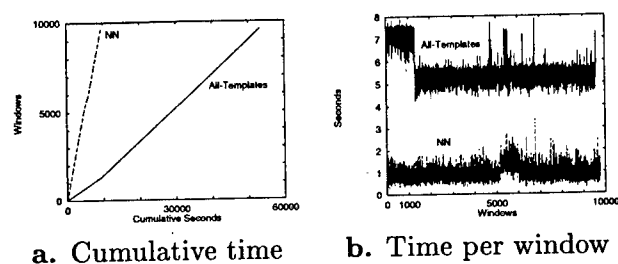 10000
5000
0
Windows
NN
All-Templates
0
30000
60000
Cumulative Seconds
a. Cumulative time
8
7
6
5
4
3
2
1
0
Seconds
All-Templates
NN
0 1000
5000
10000
Windows
b. Time per window